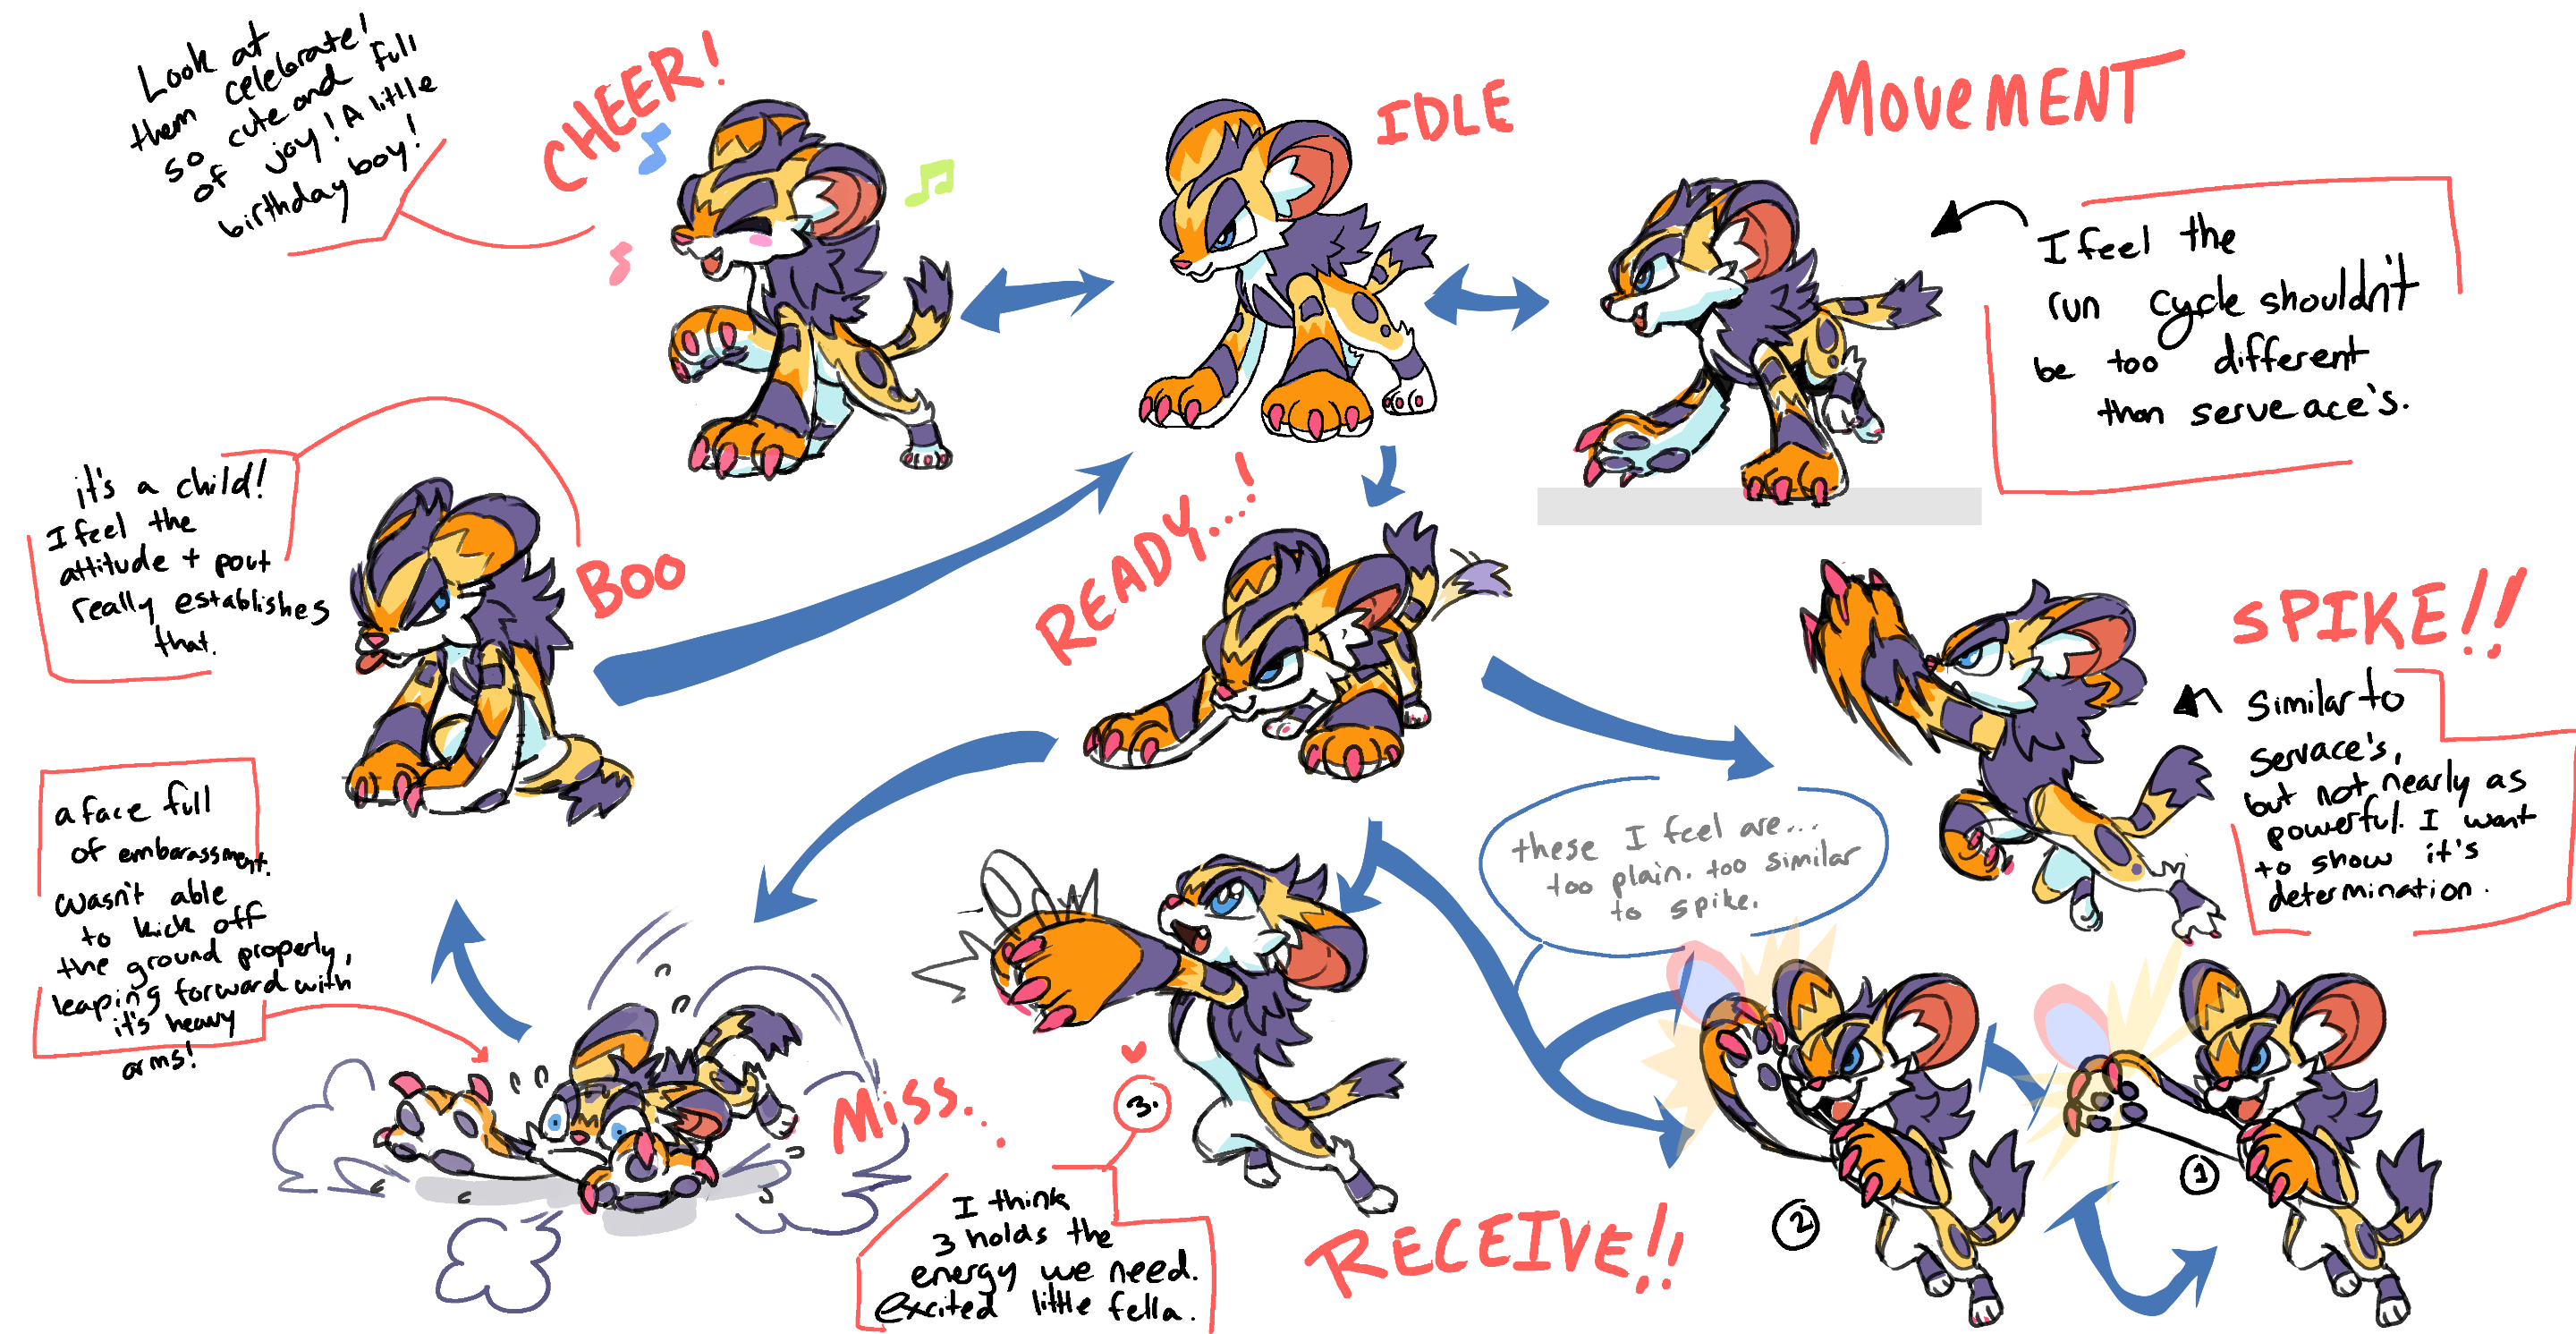 Look at
them celebrate!
so cute and full
of joy! A little
birthday boy!
CHEER!
IDLE
MOVEMENT
I feel the
run cycle shouldn't
be too different
than serveace's.
it's a child!
I feel the
attitude + pout
really establishes
that.
BOO
READY...!
SPIKE!!
similar to
servace's,
but not nearly as
powerful. I want
to show it's
determination.
a face full
of embarassment.
wasn't able
to kick off
the ground properly,
leaping forward with
it's heavy
arms!
MISS...
these I feel are...
too plain. too similar
to spike.
3.
I think
3 holds the
energy we need.
excited little fella.
RECEIVE!!
2
1